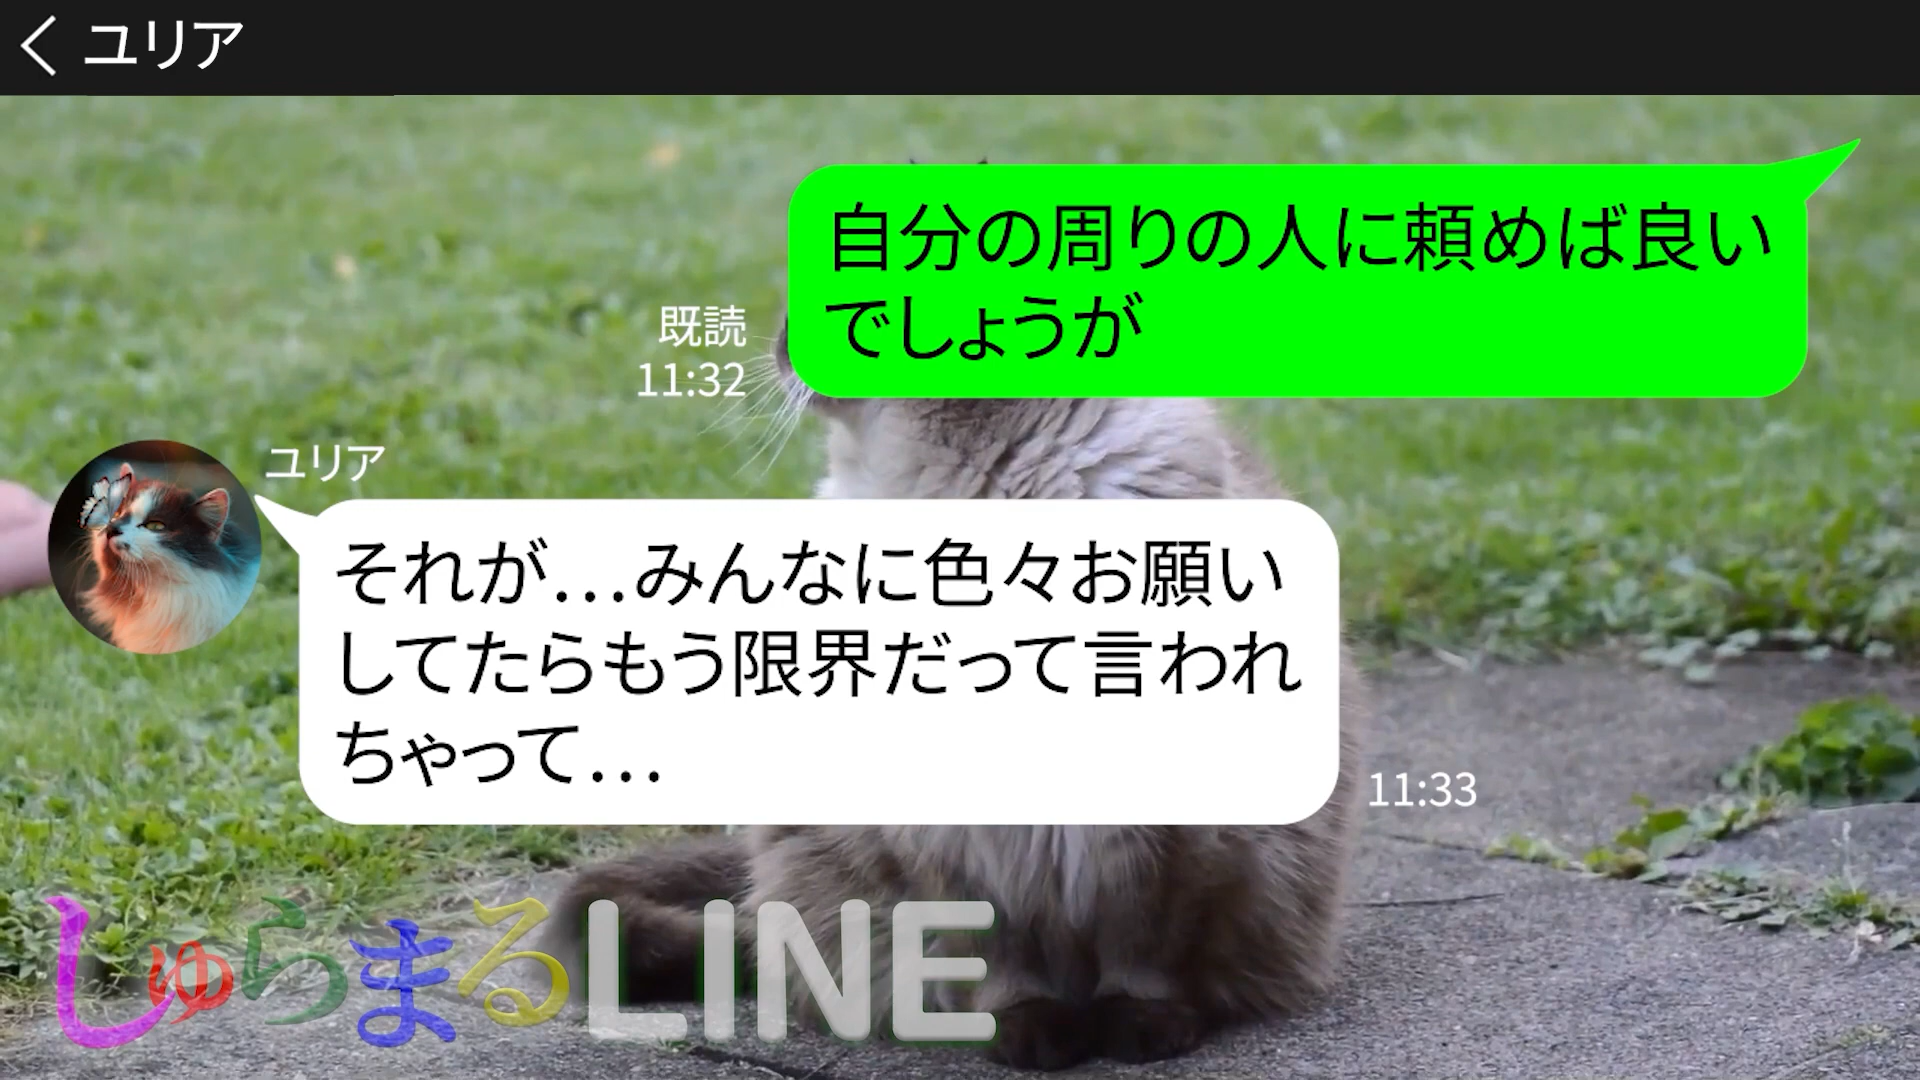 ユリア
自分の周りの人に頼めば良い
でしょうが
既読
11:32
ユリア
それが…みんなに色々お願い
してたらもう限界だって言われ
ちゃって…
11:33
しゅらまるLINE